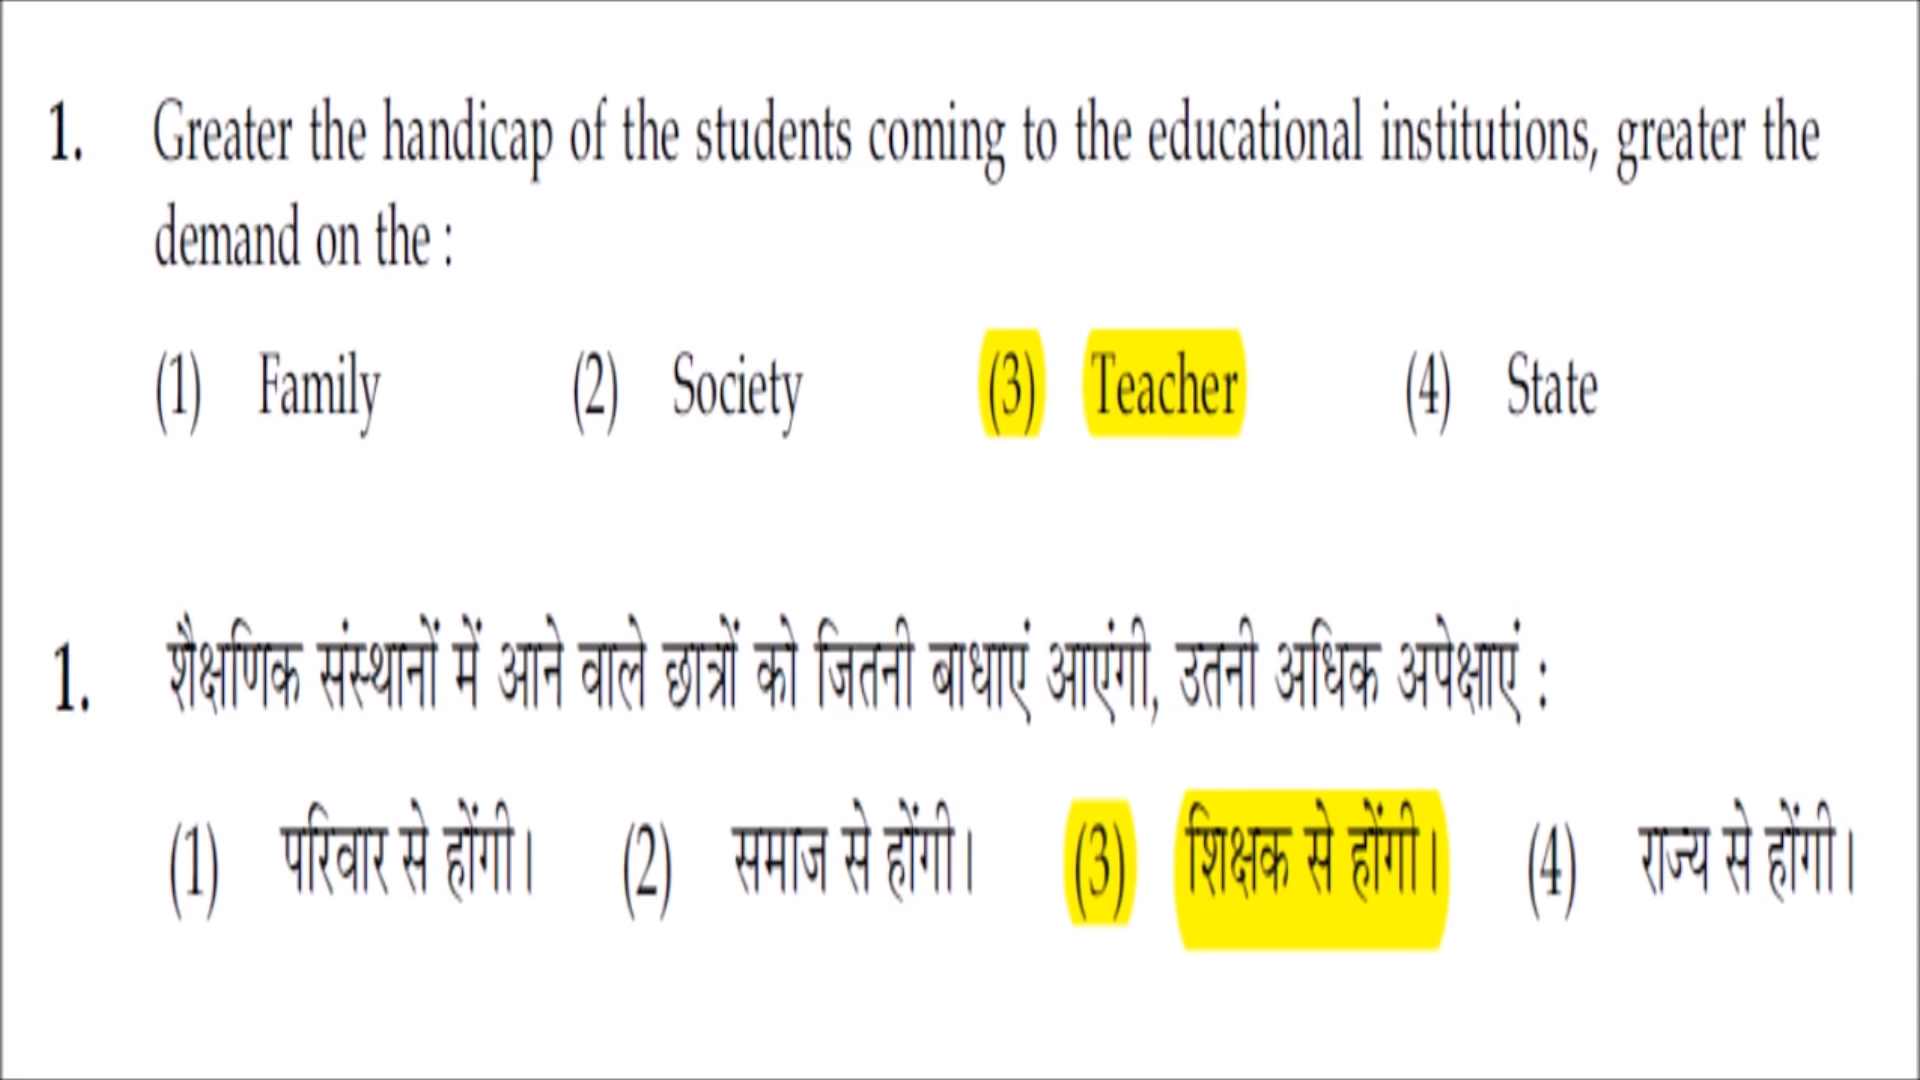 1. Greater the handicap of the students coming to the educational institutions, greater the
demand on the :
(1) Family (2) Society (3) Teacher (4) State
1. शैक्षणिक संस्थानों में आने वाले छात्रों को जितनी बाधाएं आएंगी, उतनी अधिक अपेक्षाएं :
(1) परिवार से होंगी। (2) समाज से होंगी। (3) शिक्षक से होंगी। (4) राज्य से होंगी।